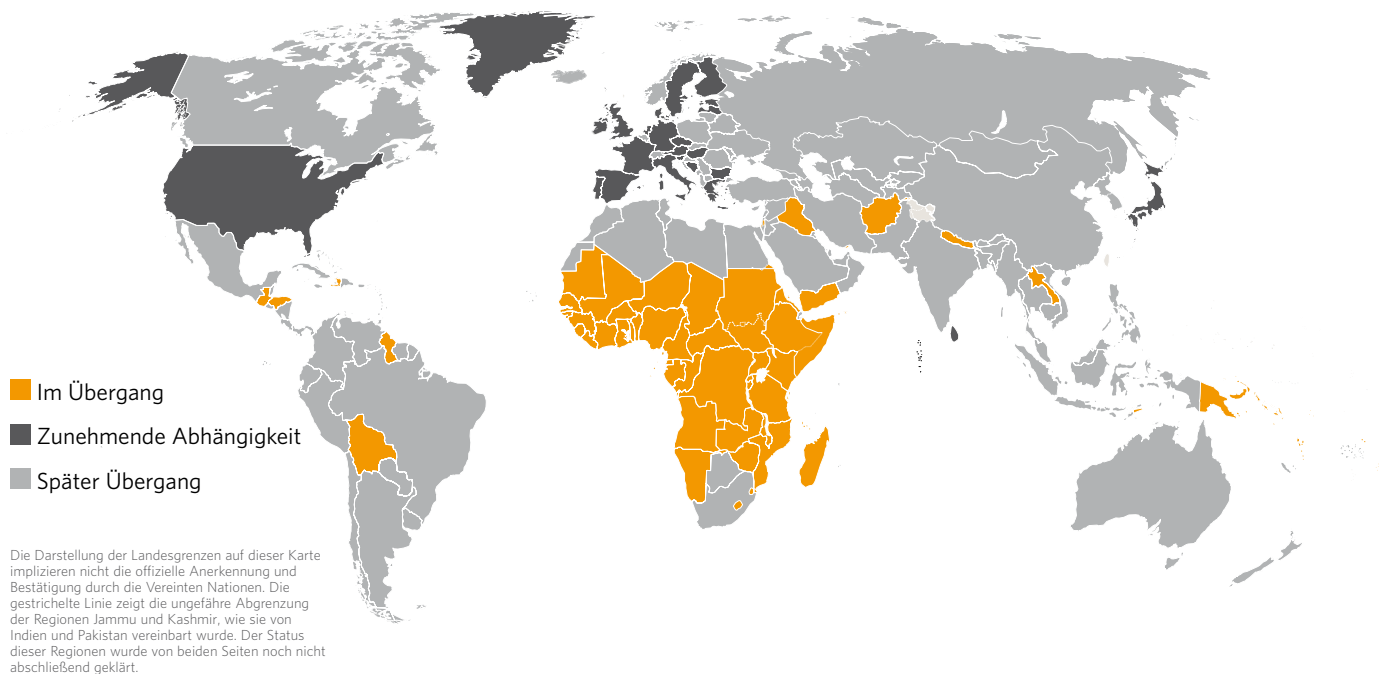 Im Übergang
Zunehmende Abhängigkeit
Später Übergang
Die Darstellung der Landesgrenzen auf dieser Karte
implizieren nicht die offizielle Anerkennung und
Bestätigung durch die Vereinten Nationen. Die
gestrichelte Linie zeigt die ungefähre Abgrenzung
der Regionen Jammu und Kashmir, wie sie von
Indien und Pakistan vereinbart wurde. Der Status
dieser Regionen wurde von beiden Seiten noch nicht
abschließend geklärt.